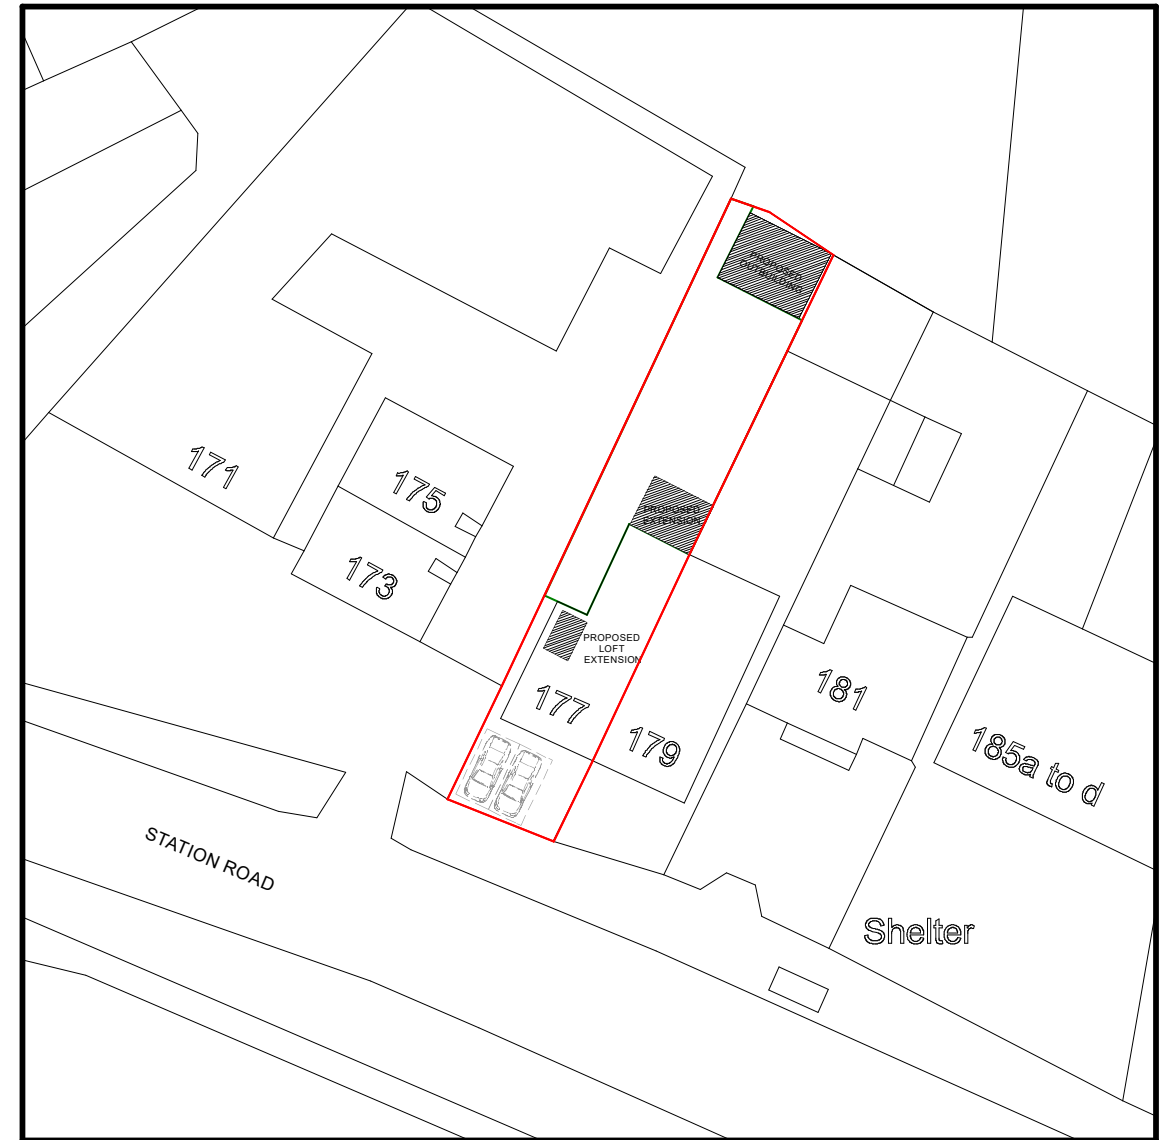 PROPOSED
OUTBUILDING
171
175
PROPOSED
EXTENSION
173
PROPOSED
LOFT
EXTENSION
177
181
179
185a to d
STATION ROAD
Shelter